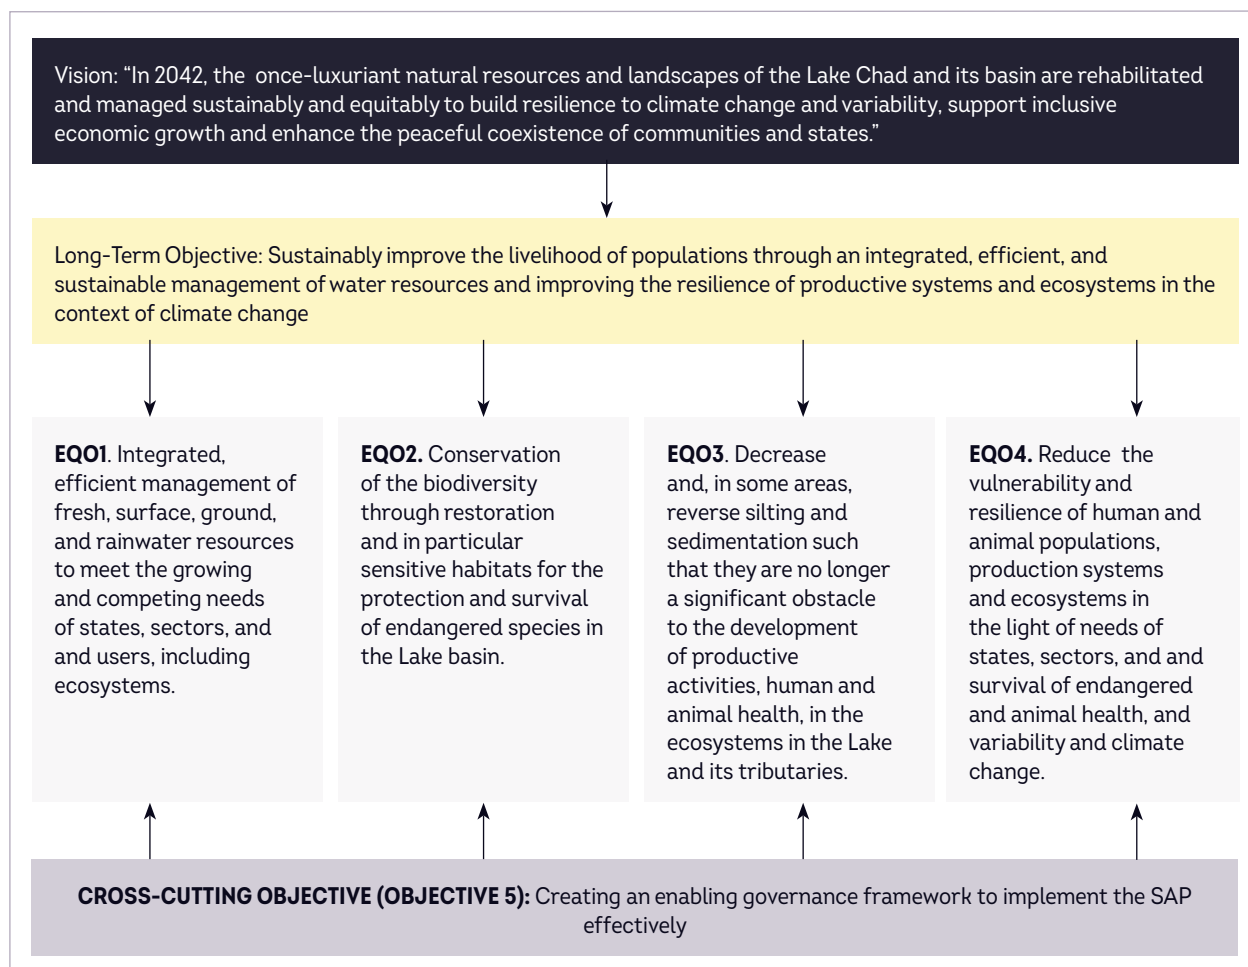 Vision: “In 2042, the once-luxuriant natural resources and landscapes of the Lake Chad and its basin are rehabilitated
and managed sustainably and equitably to build resilience to climate change and variability, support inclusive
economic growth and enhance the peaceful coexistence of communities and states.”
Long-Term Objective: Sustainably improve the livelihood of populations through an integrated, efficient, and
sustainable management of water resources and improving the resilience of productive systems and ecosystems in the
context of climate change
EQO1. Integrated,
efficient management of
fresh, surface, ground,
and rainwater resources
to meet the growing
and competing needs
of states, sectors, and
and users, including
ecosystems.
EQO2. Conservation
of the biodiversity
through restoration
and in particular
sensitive habitats for the
protection and survival
of endangered species in
the Lake basin.
EQO3. Decrease
and, in some areas,
reverse silting and
sedimentation such
that they are no longer
a significant obstacle
to the development
of productive
activities, human and
animal health, in the
ecosystems in the Lake
and its tributaries.
EQO4. Reduce the
vulnerability and
resilience of human and
animal populations,
production systems
and ecosystems in
the light of needs of
states, sectors, and and
survival of endangered
and animal health, and
variability and climate
change.
CROSS-CUTTING OBJECTIVE (OBJECTIVE 5): Creating an enabling governance framework to implement the SAP
effectively